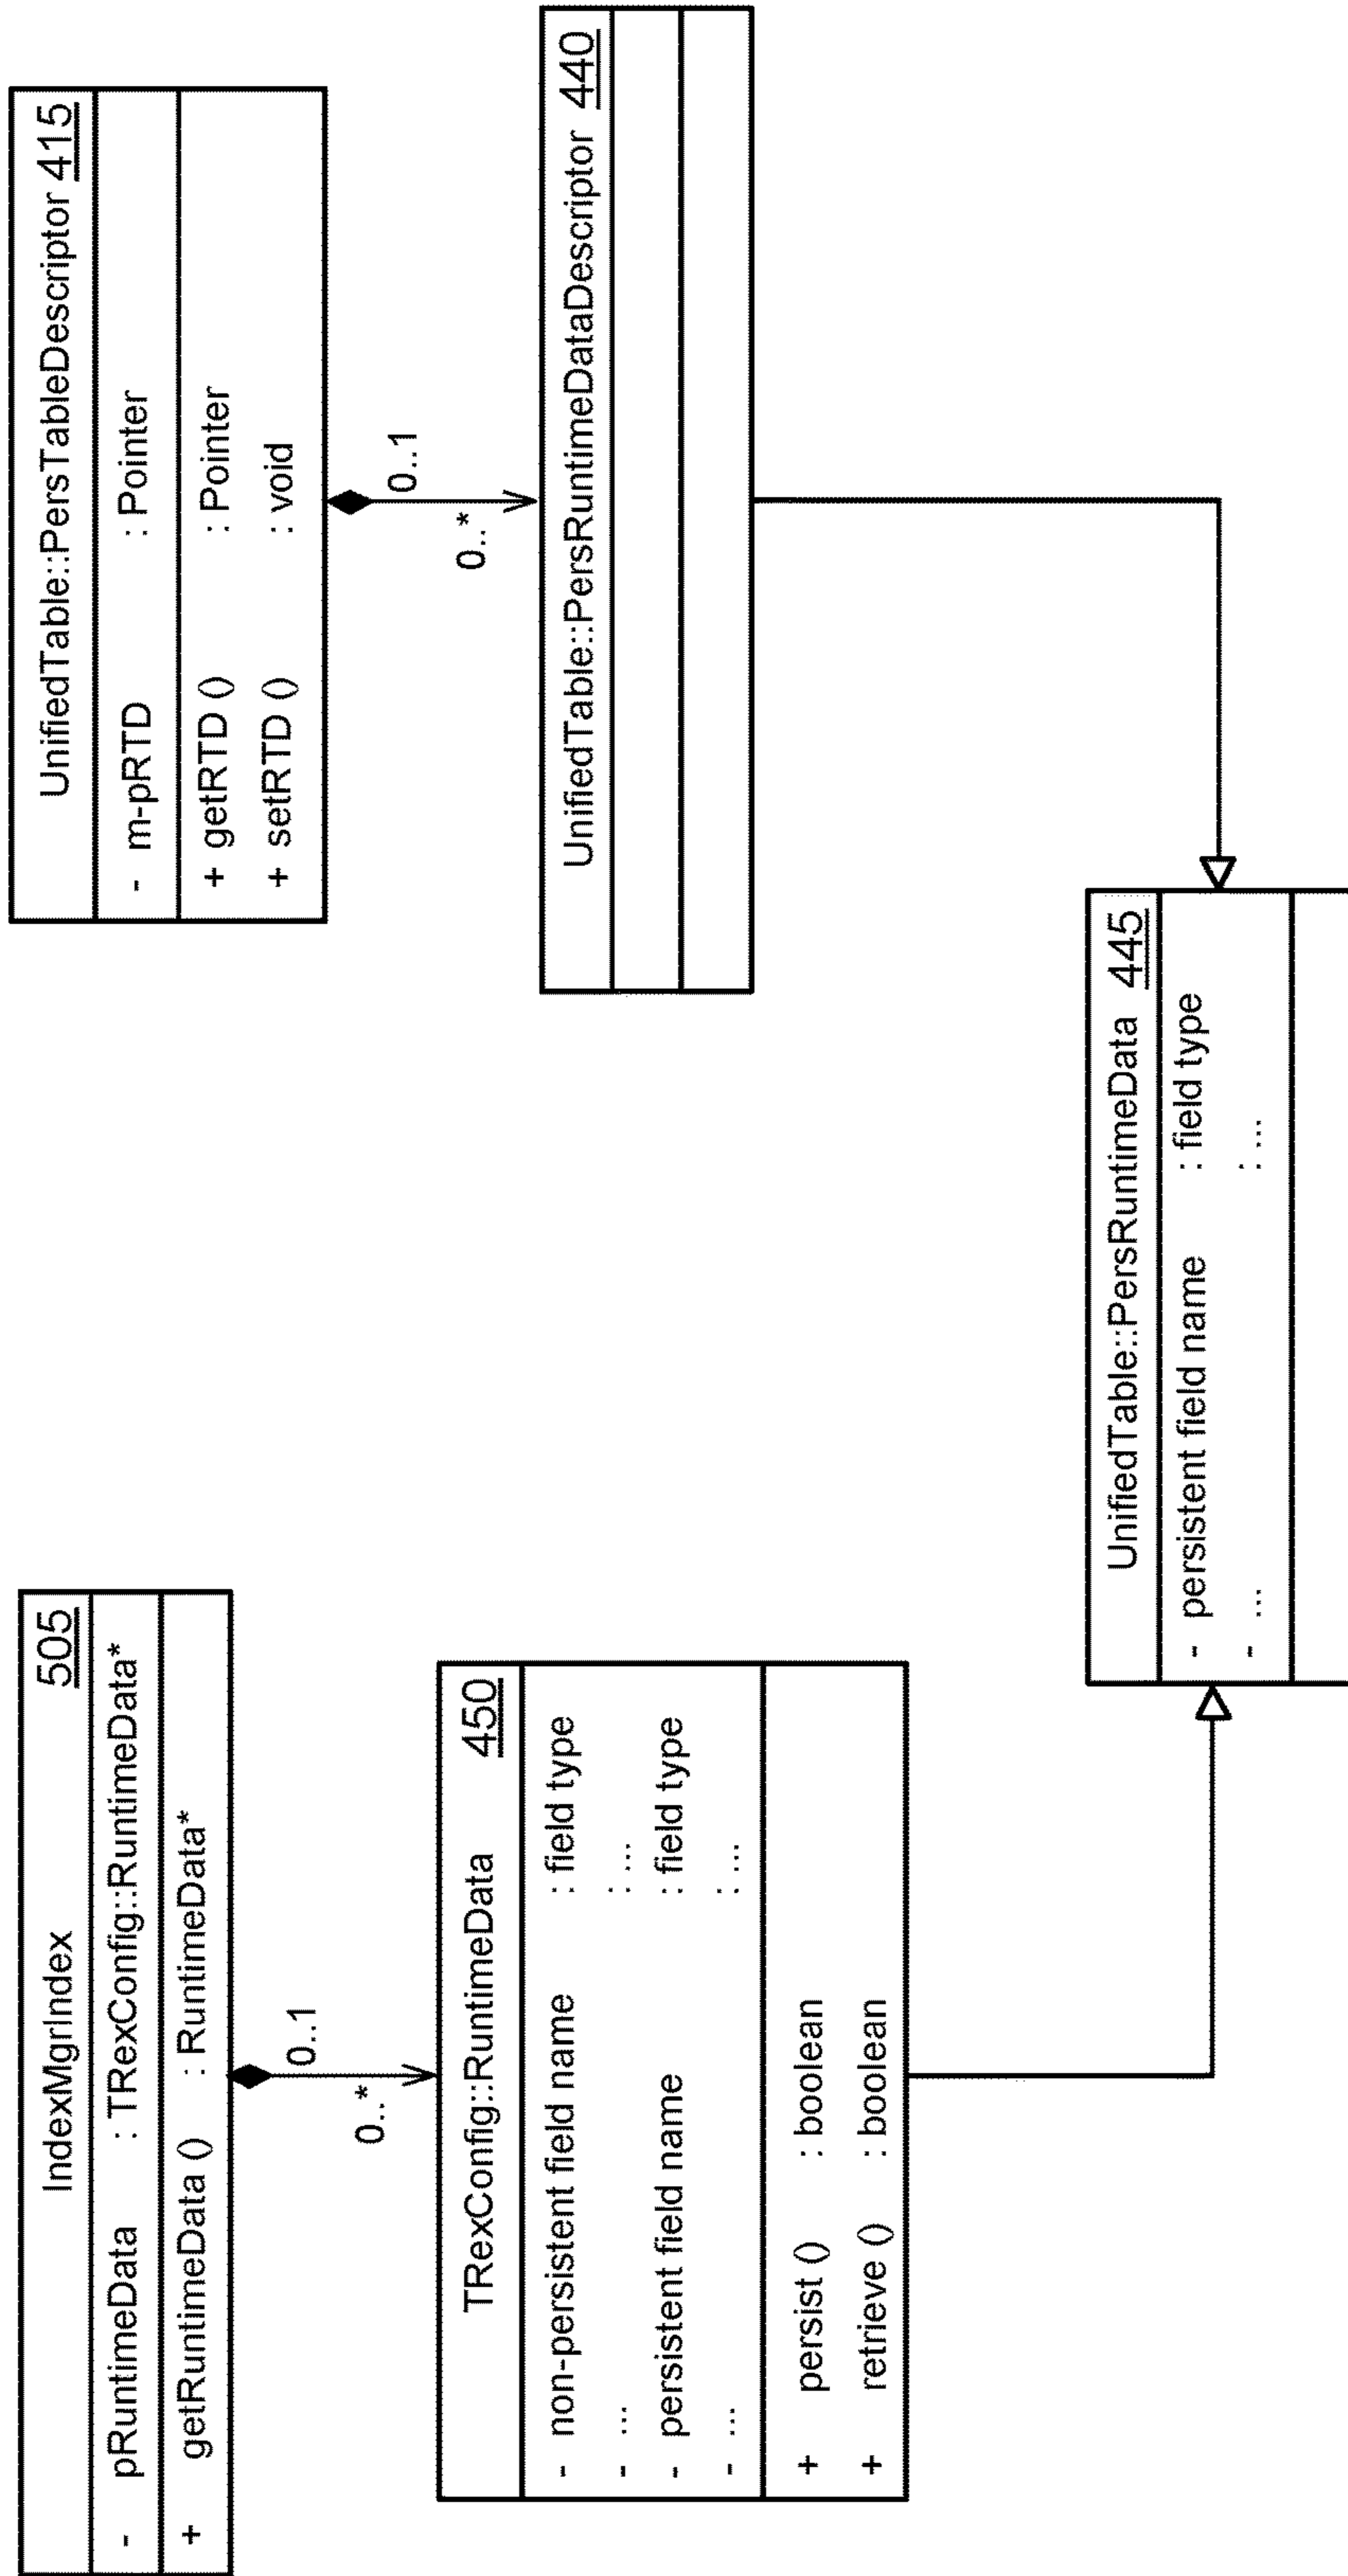 IndexMgrIndex 505
- pRuntimeData : TRexConfig::RuntimeData*
+ getRuntimeData () : RuntimeData*
0..1
0..*
TRexConfig::RuntimeData 450
- non-persistent field name : field type
- ... : ...
- persistent field name : field type
- ... : ...
+ persist () : boolean
+ retrieve () : boolean
UnifiedTable::PersTableDescriptor 415
- m-pRTD : Pointer
+ getRTD () : Pointer
+ setRTD () : void
0..1
0..*
UnifiedTable::PersRuntimeDataDescriptor 440
UnifiedTable::PersRuntimeData 445
- persistent field name : field type
- ... : ...